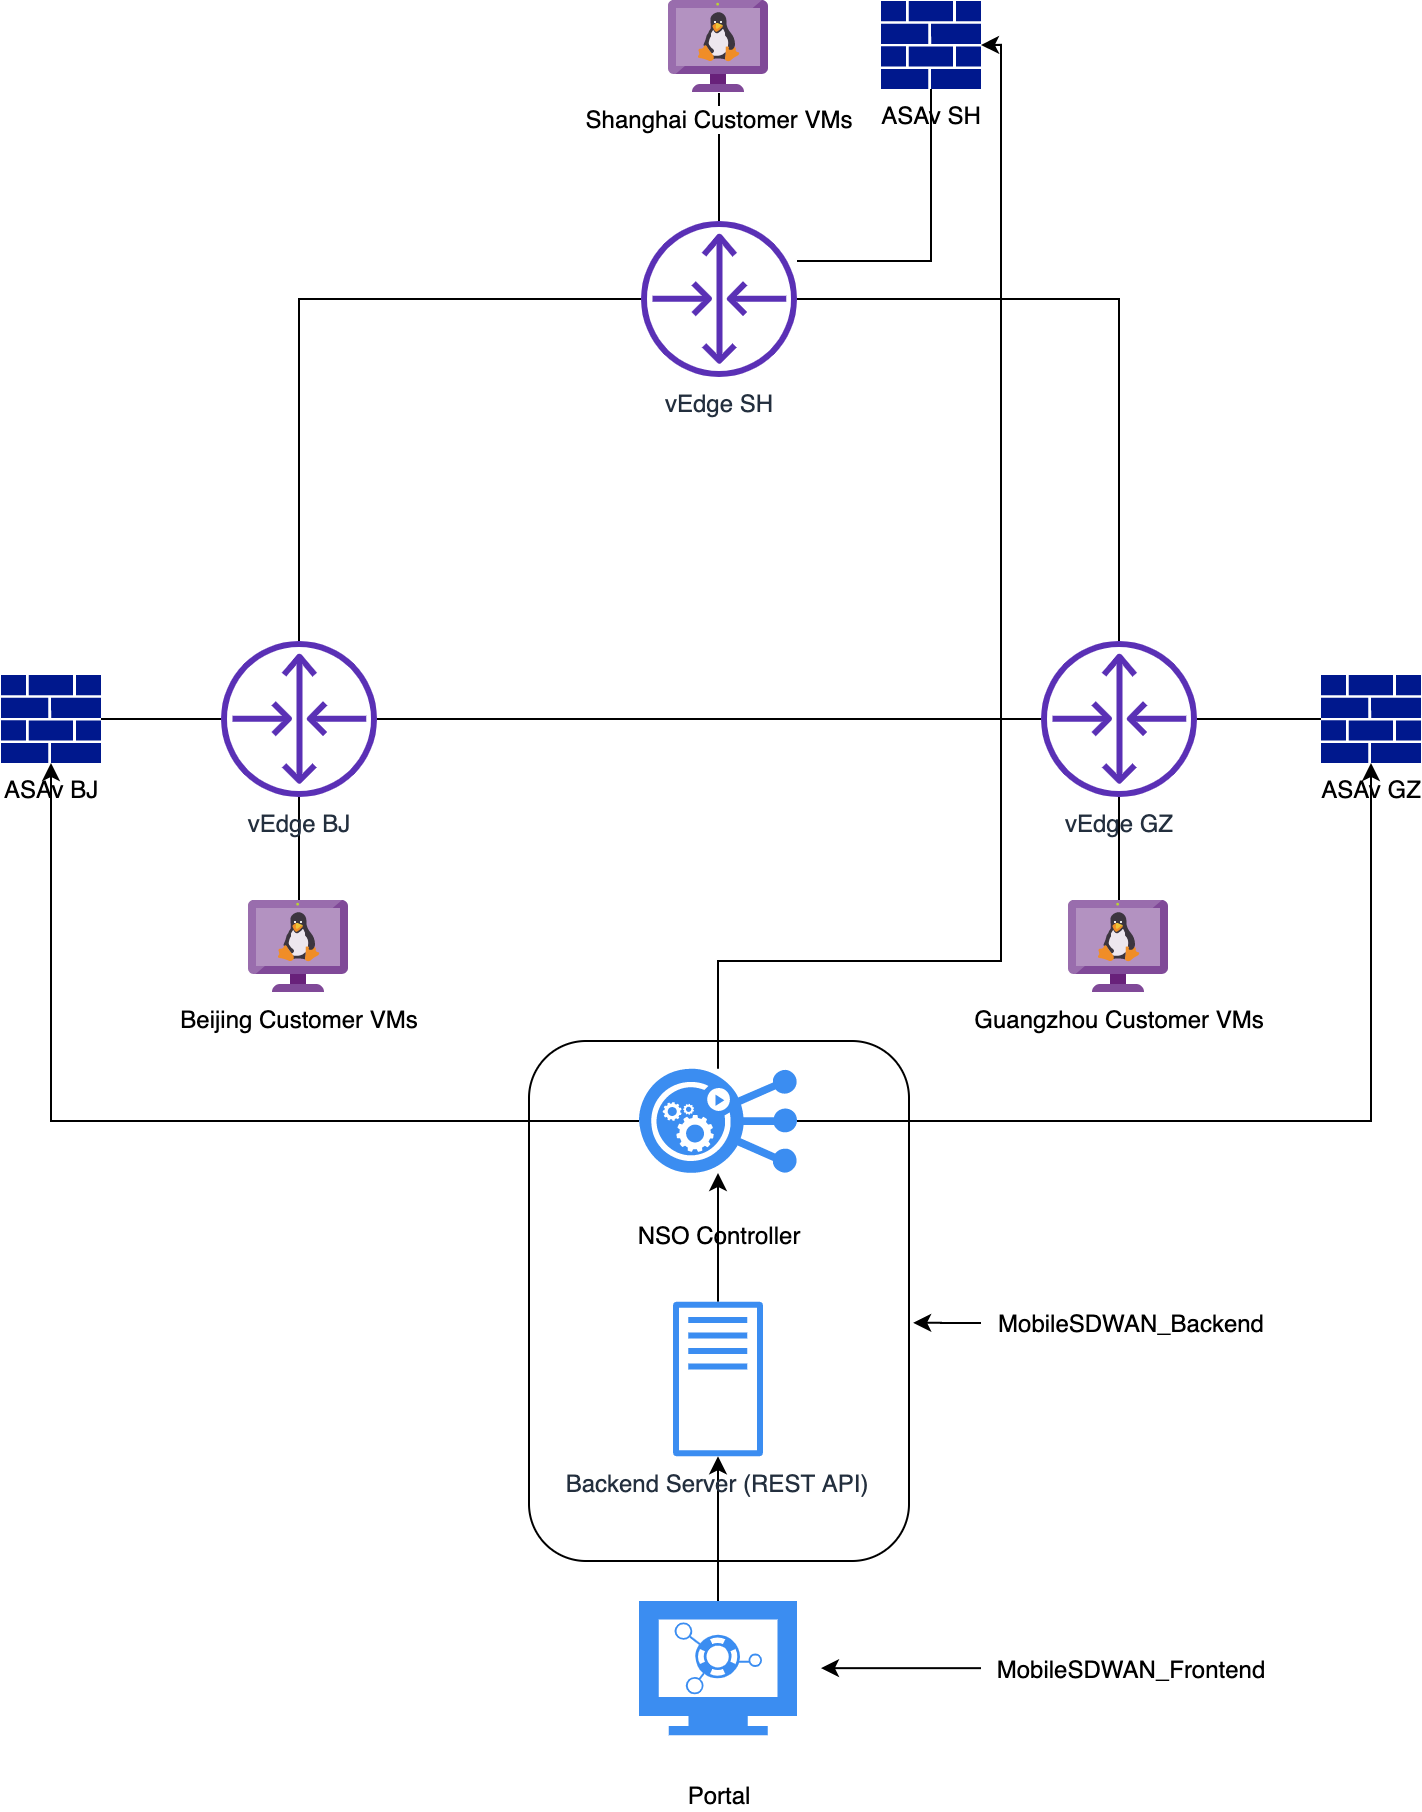 Shanghai Customer VMs
ASAv SH
vEdge SH
ASAv BJ
ASAv GZ
vEdge BJ
vEdge GZ
Beijing Customer VMs
Guangzhou Customer VMs
NSO Controller
MobileSDWAN_Backend
Backend Server (REST API)
MobileSDWAN_Frontend
Portal